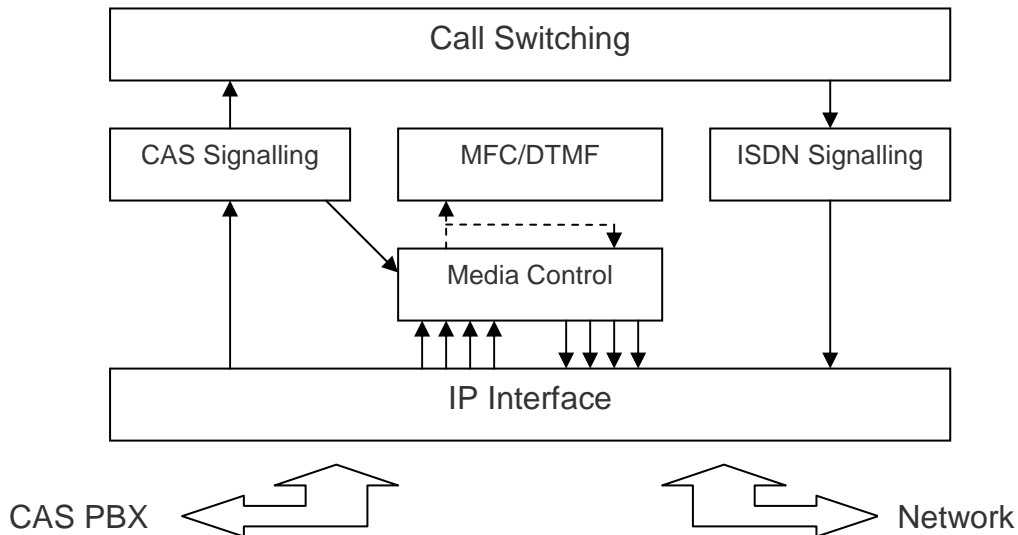 Call Switching
CAS Signalling
MFC/DTMF
ISDN Signalling
Media Control
IP Interface
CAS PBX
Network